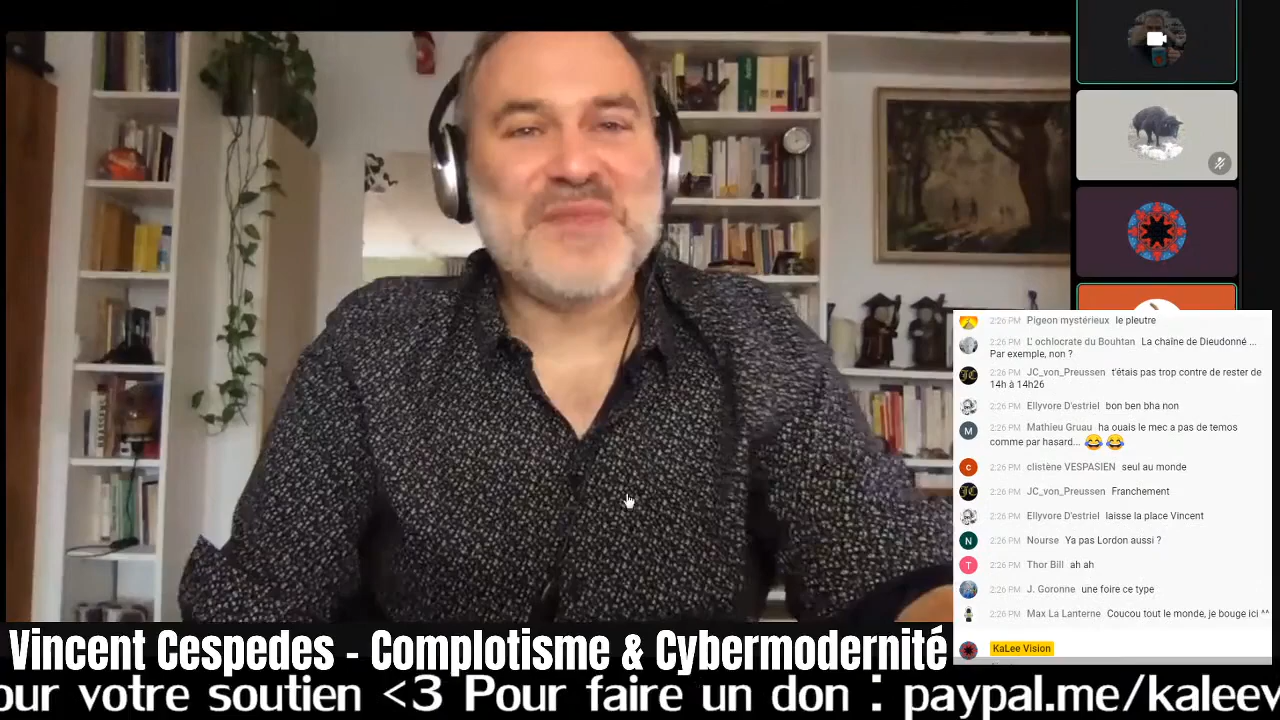 2:26 PM Pigeon mystérieux le pleutre
2:26 PM L' ochlocrate du Bouhtan La chaîne de Dieudonné ...
Par exemple, non ?
2:26 PM JC_von_Preussen t'étais pas trop contre de rester de
14h à 14h26
2:26 PM Ellyvore D'estriel bon ben bha non
M 2:26 PM Mathieu Gruau ha ouais le mec a pas de temos
comme par hasard... 😂 😂
c 2:26 PM clistène VESPASIEN seul au monde
2:26 PM JC_von_Preussen Franchement
2:26 PM Ellyvore D'estriel laisse la place Vincent
N 2:26 PM Nourse Ya pas Lordon aussi ?
T 2:26 PM Thor Bill ah ah
2:26 PM J. Goronne une foire ce type
2:26 PM Max La Lanterne Coucou tout le monde, je bouge ici ^^
KaLee Vision
Vincent Cespedes - Complotisme & Cybermodernité
our votre soutien <3 Pour faire un don : paypal.me/kaleev